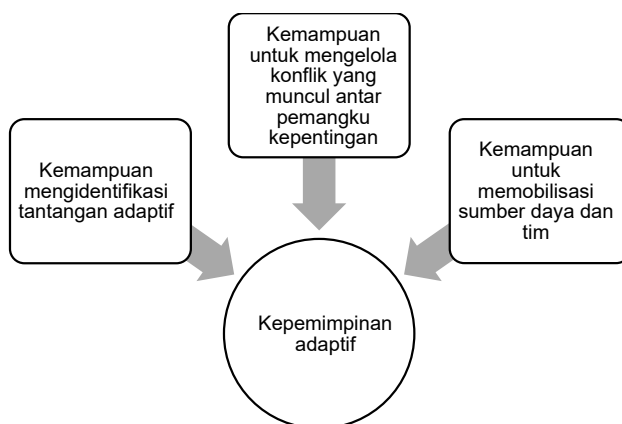 Kemampuan
untuk mengelola
konflik yang
muncul antar
pemangku
kepentingan
Kemampuan
mengidentifikasi
tantangan adaptif
Kemampuan
untuk
memobilisasi
sumber daya dan
tim
Kepemimpinan
adaptif